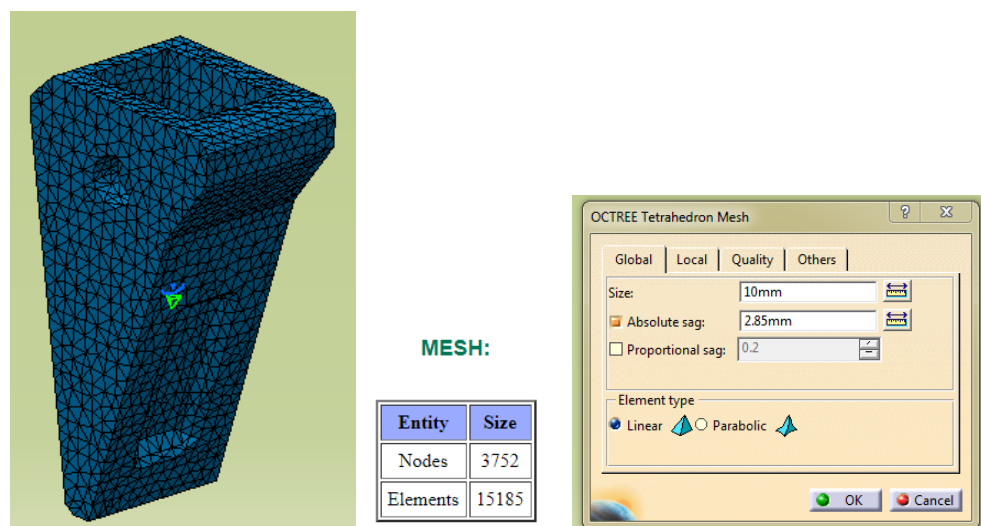 MESH:
Entity Size
Nodes 3752
Elements 15185
OCTREE Tetrahedron Mesh
Global Local Quality Others
Size: 10mm
Absolute sag: 2.85mm
Proportional sag: 0.2
Element type
Linear Parabolic
OK Cancel